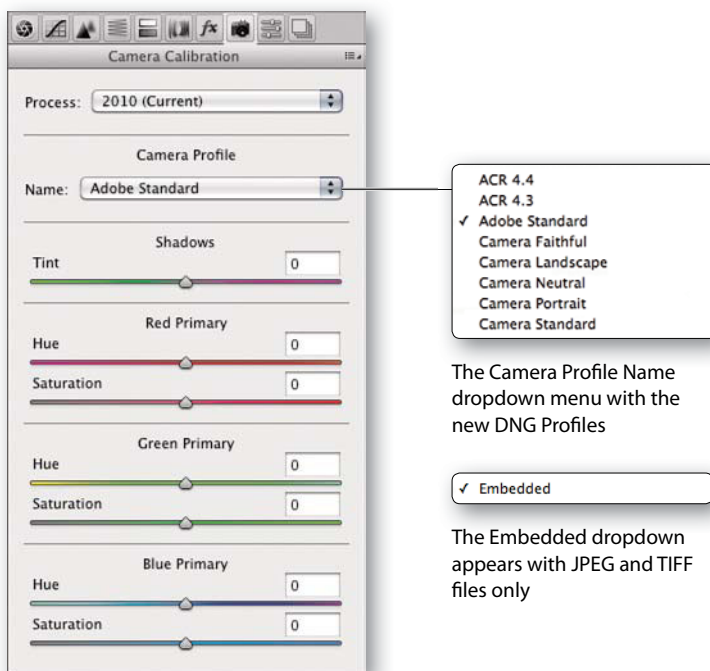 fx
Camera Calibration
Process: 2010 (Current)
Camera Profile
Name: Adobe Standard
Shadows
Tint 0
Red Primary
Hue 0
Saturation 0
Green Primary
Hue 0
Saturation 0
Blue Primary
Hue 0
Saturation 0
ACR 4.4
ACR 4.3
✓ Adobe Standard
Camera Faithful
Camera Landscape
Camera Neutral
Camera Portrait
Camera Standard
The Camera Profile Name
dropdown menu with the
new DNG Profiles
✓ Embedded
The Embedded dropdown
appears with JPEG and TIFF
files only